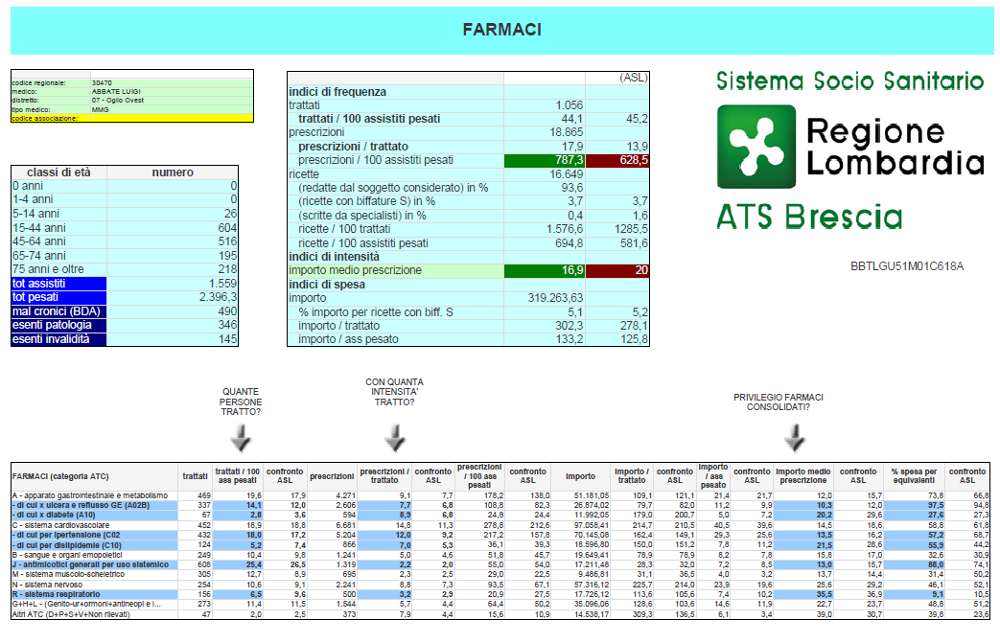 FARMACI
codice regionale: 30470
medico: ABBATE LUIGI
distretto: 07 - Oglio Ovest
tipo medico: MMG
codice associazione:
classi di età numero
0 anni 0
1-4 anni 0
5-14 anni 26
15-44 anni 604
45-64 anni 516
65-74 anni 195
75 anni e oltre 218
tot assistiti 1.559
tot pesati 2.396,3
mal cronici (BDA) 490
esenti patologia 346
esenti invalidità 145
(ASL)
indici di frequenza
trattati 1.056
trattati / 100 assistiti pesati 44,1 45,2
prescrizioni 18.865
prescrizioni / trattato 17,9 13,9
prescrizioni / 100 assistiti pesati 787,3 628,5
ricette 16.649
(redatte dal soggetto considerato) in % 93,6
(ricette con biffature S) in % 3,7 3,7
(scritte da specialisti) in % 0,4 1,6
ricette / 100 trattati 1.576,6 1285,5
ricette / 100 assistiti pesati 694,8 581,6
indici di intensità
importo medio prescrizione 16,9 20
indici di spesa
importo 319.263,63
% importo per ricette con biff. S 5,1 5,2
importo / trattato 302,3 278,1
importo / ass pesato 133,2 125,8
Sistema Socio Sanitario
Regione
Lombardia
ATS Brescia
BBTLGU51M01C618A
QUANTE
PERSONE
TRATTO?
CON QUANTA
INTENSITA'
TRATTO?
PRIVILEGIO FARMACI
CONSOLIDATI?
FARMACI (categoria ATC) trattati trattati / 100 ass pesati confronto ASL prescrizioni prescrizioni / trattato confronto ASL prescrizioni / 100 ass pesati confronto ASL importo importo / trattato confronto ASL importo / ass pesato confronto ASL importo medio prescrizione confronto ASL % spesa per equivalenti confronto ASL
A - apparato gastrointestinale e metabolismo 469 19,6 17,9 4.271 9,1 7,7 178,2 138,0 51.181,05 109,1 121,1 21,4 21,7 12,0 15,7 73,8 66,8
- di cui x ulcera e reflusso GE (A02B) 337 14,1 12,0 2.606 7,7 6,8 108,8 82,3 26.874,02 79,7 82,0 11,2 9,9 10,3 12,0 97,5 94,8
- di cui x diabete (A10) 67 2,8 3,6 594 8,9 6,8 24,8 24,4 11.992,05 179,0 200,7 5,0 7,2 20,2 29,6 27,6 27,3
C - sistema cardiovascolare 452 18,9 18,8 6.681 14,8 11,3 278,8 212,6 97.058,41 214,7 210,5 40,5 39,6 14,5 18,6 58,8 61,8
- di cui per ipertensione (C02 432 18,0 17,2 5.204 12,0 9,2 217,2 157,8 70.145,08 162,4 149,1 29,3 25,6 13,5 16,2 57,2 68,7
- di cui per dislipidemie (C10) 124 5,2 7,4 866 7,0 5,3 36,1 39,3 18.596,80 150,0 151,2 7,8 11,2 21,5 28,6 55,9 44,2
B - sangue e organi emopoietici 249 10,4 9,8 1.241 5,0 4,6 51,8 45,7 19.649,41 78,9 78,9 8,2 7,8 15,8 17,0 32,6 30,9
J - antimicotici generali per uso sistemico 608 25,4 26,5 1.319 2,2 2,0 55,0 54,0 17.211,48 28,3 32,0 7,2 8,5 13,0 15,7 88,0 74,1
M - sistema muscolo-scheletrico 305 12,7 8,9 695 2,3 2,5 29,0 22,5 9.486,81 31,1 36,5 4,0 3,2 13,7 14,4 31,4 50,2
N - sistema nervoso 254 10,6 9,1 2.241 8,8 7,3 93,5 67,1 57.316,12 225,7 214,0 23,9 19,6 25,6 29,2 46,1 52,1
R - sistema respiratorio 156 6,5 9,6 500 3,2 2,9 20,9 27,5 17.726,12 113,6 105,6 7,4 10,2 35,5 36,9 9,1 10,5
G+H+L - (Genito-ur+ormoni+antineopl e i... 273 11,4 11,5 1.544 5,7 4,4 64,4 50,2 35.096,06 128,6 103,6 14,6 11,9 22,7 23,7 48,8 51,2
Altri ATC (D+P+S+V+Non rilevati) 47 2,0 2,5 373 7,9 4,4 15,6 10,9 14.538,17 309,3 136,5 6,1 3,4 39,0 30,7 39,8 23,6